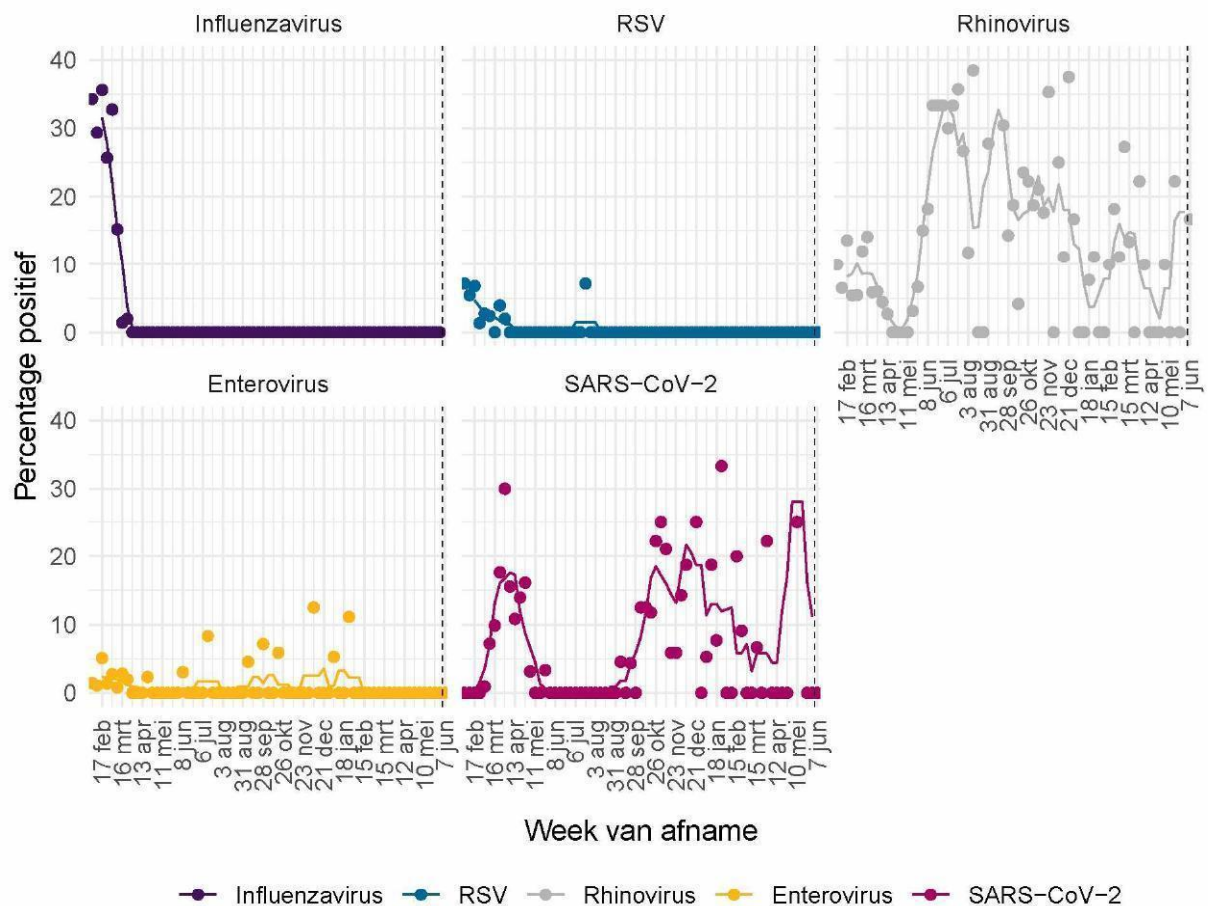 Influenzavirus RSV Rhinovirus
40
30
20
10
0
17 feb 16 mrt 13 apr 11 mei 8 jun 6 jul 3 aug 31 aug 28 sep 26 okt 23 nov 21 dec 18 jan 15 feb 15 mrt 12 apr 10 mei 7 jun
Percentage positief
Enterovirus SARS-CoV-2
40
30
20
10
0
17 feb 16 mrt 13 apr 11 mei 8 jun 6 jul 3 aug 31 aug 28 sep 26 okt 23 nov 21 dec 18 jan 15 feb 15 mrt 12 apr 10 mei 7 jun
17 feb 16 mrt 13 apr 11 mei 8 jun 6 jul 3 aug 31 aug 28 sep 26 okt 23 nov 21 dec 18 jan 15 feb 15 mrt 12 apr 10 mei 7 jun
Week van afname
Influenzavirus RSV Rhinovirus Enterovirus SARS-CoV-2